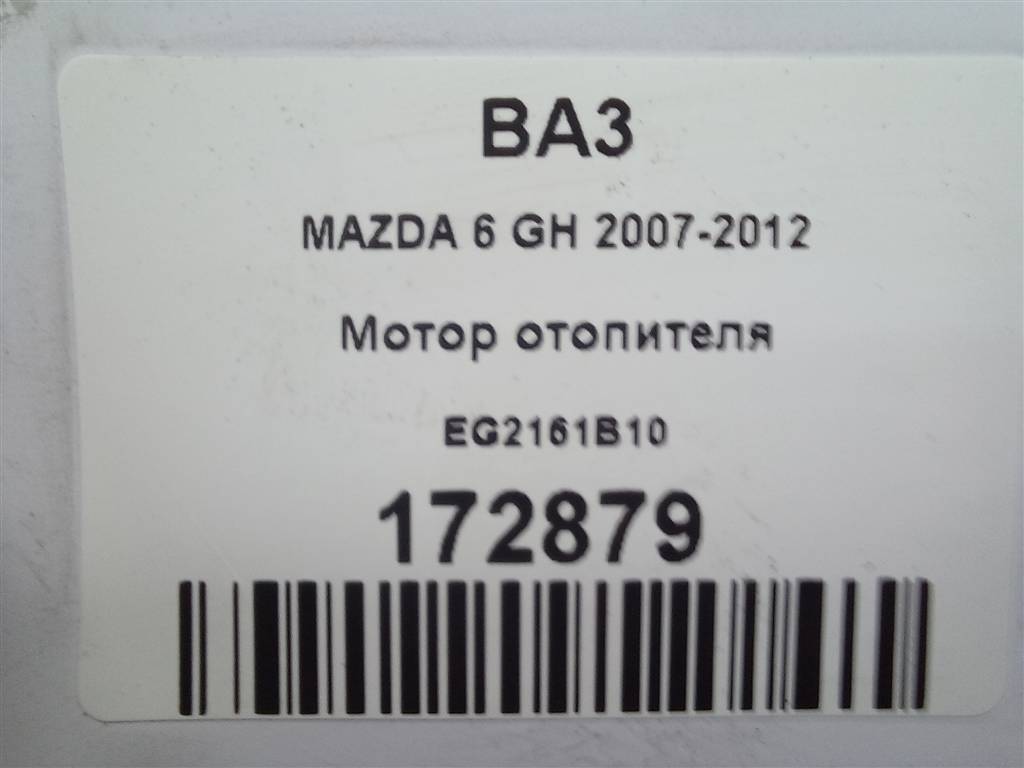 ВАЗ
MAZDA 6 GH 2007-2012
Мотор отопителя
EG2161B10
172879